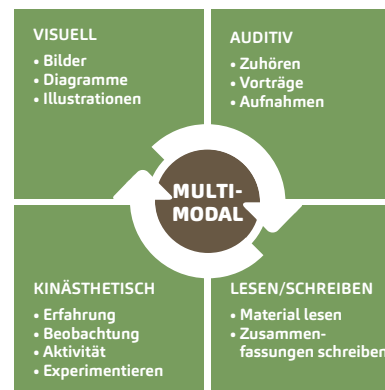 VISUELL
• Bilder
• Diagramme
• Illustrationen
AUDITIV
• Zuhören
• Vorträge
• Aufnahmen
MULTI-
MODAL
KINÄSTHETISCH
• Erfahrung
• Beobachtung
• Aktivität
• Experimentieren
LESEN/SCHREIBEN
• Material lesen
• Zusammen-
fassungen schreiben